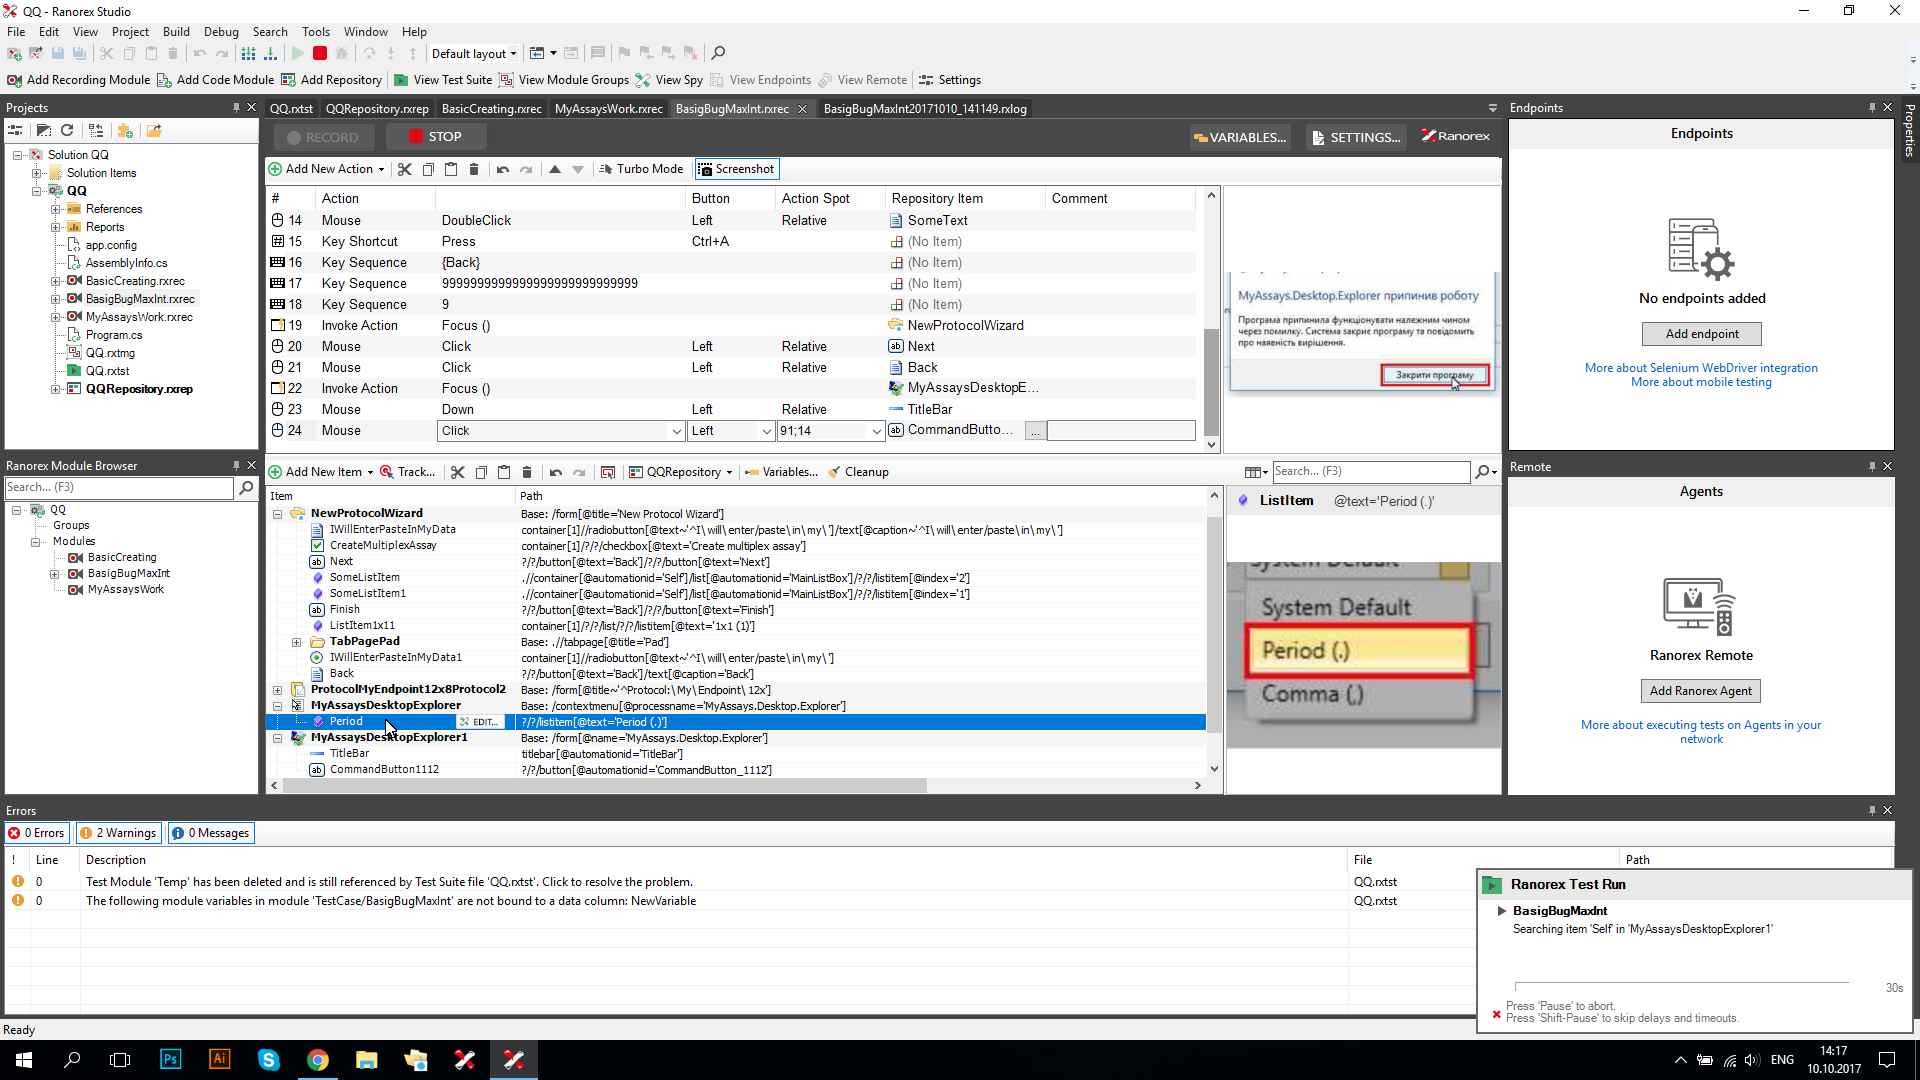 QQ - Ranorex Studio
File Edit View Project Build Debug Search Tools Window Help
Default layout
Add Recording Module Add Code Module Add Repository View Test Suite View Module Groups View Spy View Endpoints View Remote Settings
Projects
Solution QQ
Solution Items
QQ
References
Reports
app.config
AssemblyInfo.cs
BasicCreating.rxrec
BasigBugMaxInt.rxrec
MyAssaysWork.rxrec
Program.cs
QQ.rxtmg
QQ.rxtst
QQRepository.rxrep
Ranorex Module Browser
Search... (F3)
QQ
Groups
Modules
BasicCreating
BasigBugMaxInt
MyAssaysWork
QQ.rxtst QQRepository.rxrep BasicCreating.rxrec MyAssaysWork.rxrec BasigBugMaxInt.rxrec BasigBugMaxInt20171010_141149.rxlog
RECORD STOP VARIABLES... SETTINGS... Ranorex
Add New Action Turbo Mode Screenshot
# Action Button Action Spot Repository Item Comment
14 Mouse DoubleClick Left Relative SomeText
15 Key Shortcut Press Ctrl+A (No Item)
16 Key Sequence {Back} (No Item)
17 Key Sequence 9999999999999999999999999999 (No Item)
18 Key Sequence 9 (No Item)
19 Invoke Action Focus () NewProtocolWizard
20 Mouse Click Left Relative Next
21 Mouse Click Left Relative Back
22 Invoke Action Focus () MyAssaysDesktopE...
23 Mouse Down Left Relative TitleBar
24 Mouse Click Left 91;14 CommandButto... ...
MyAssays.Desktop.Explorer припинив роботу
Програма припинила функціонувати належним чином
через помилку. Система закриє програму та повідомить
про наявність вирішення.
Закрити програму
Add New Item Track... QQRepository Variables... Cleanup Search... (F3)
Item Path
NewProtocolWizard Base: /form[@title='New Protocol Wizard']
IWillEnterPasteInMyData container[1]//radiobutton[@text~'^I\ will\ enter/paste\ in\ my\ ']/text[@caption~'^I\ will\ enter/paste\ in\ my\ ']
CreateMultiplexAssay container[1]/?/?/checkbox[@text='Create multiplex assay']
Next ?/?/button[@text='Back']/?/?/button[@text='Next']
SomeListItem .//container[@automationid='Self']/list[@automationid='MainListBox']/?/?/listitem[@index='2']
SomeListItem1 .//container[@automationid='Self']/list[@automationid='MainListBox']/?/?/listitem[@index='1']
Finish ?/?/button[@text='Back']/?/?/button[@text='Finish']
ListItem1x11 container[1]/?/?/list/?/?/listitem[@text='1x1 (1)']
TabPagePad Base: .//tabpage[@title='Pad']
IWillEnterPasteInMyData1 container[1]//radiobutton[@text~'^I\ will\ enter/paste\ in\ my\ ']
Back ?/?/button[@text='Back']/text[@caption='Back']
ProtocolMyEndpoint12x8Protocol2 Base: /form[@title~'^Protocol:\ My\ Endpoint\ 12x']
MyAssaysDesktopExplorer Base: /contextmenu[@processname='MyAssays.Desktop.Explorer']
Period EDIT... ?/?/listitem[@text='Period (.)']
MyAssaysDesktopExplorer1 Base: /form[@name='MyAssays.Desktop.Explorer']
TitleBar titlebar[@automationid='TitleBar']
CommandButton1112 ?/?/button[@automationid='CommandButton_1112']
ListItem @text='Period (.)'
System Default
System Default
Period (.)
Comma (,)
Endpoints
Endpoints
No endpoints added
Add endpoint
More about Selenium WebDriver integration
More about mobile testing
Remote
Agents
Ranorex Remote
Add Ranorex Agent
More about executing tests on Agents in your
network
Properties
Errors
0 Errors 2 Warnings 0 Messages
! Line Description File Path
0 Test Module 'Temp' has been deleted and is still referenced by Test Suite file 'QQ.rxtst'. Click to resolve the problem. QQ.rxtst
0 The following module variables in module 'TestCase/BasigBugMaxInt' are not bound to a data column: NewVariable QQ.rxtst
Ranorex Test Run
BasigBugMaxInt
Searching item 'Self' in 'MyAssaysDesktopExplorer1'
30s
Press 'Pause' to abort.
Press 'Shift-Pause' to skip delays and timeouts.
Ready
Ps Ai
ENG
14:17
10.10.2017